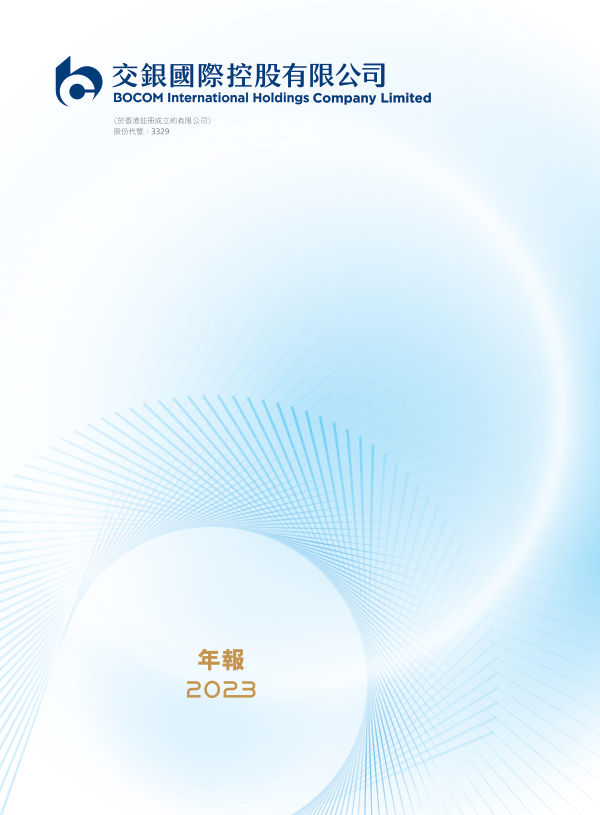 交銀國際控股有限公司
BOCOM International Holdings Company Limited
（於香港註冊成立的有限公司）
股份代號：3329
年報
2023